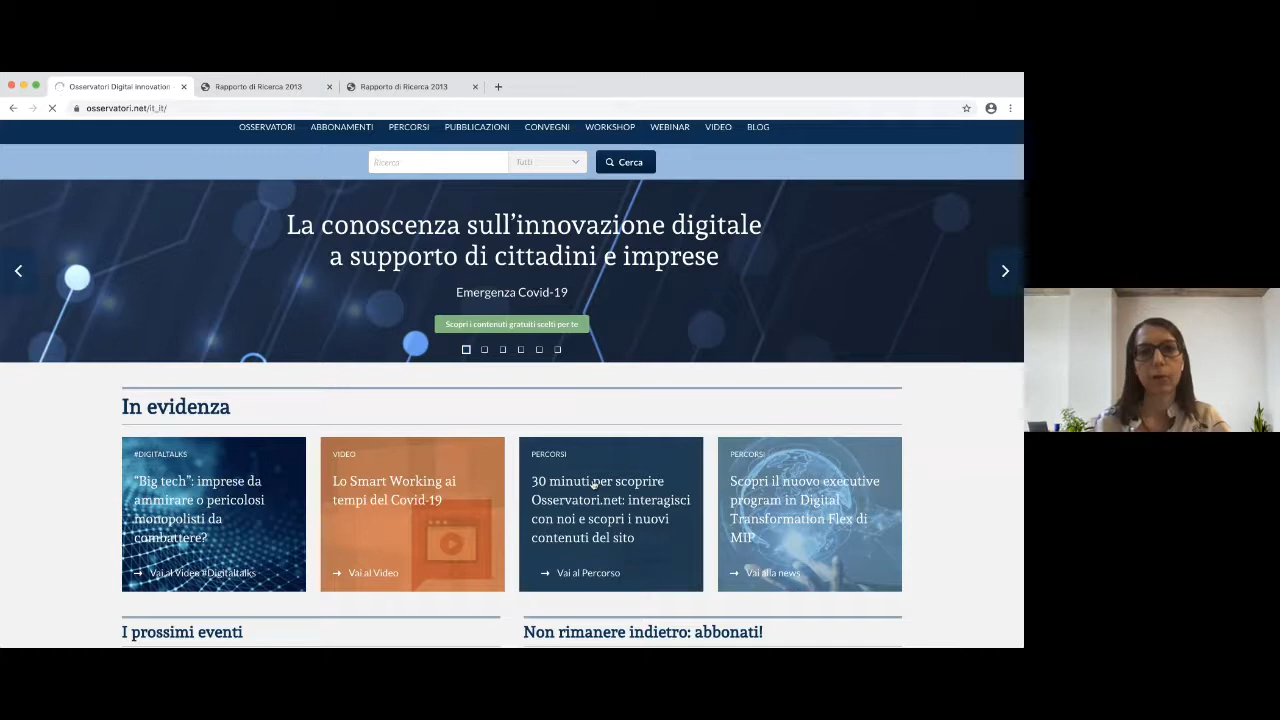 Osservatori Digital Innovation
Rapporto di Ricerca 2013
Rapporto di Ricerca 2013
osservatori.net/it_it/
OSSERVATORI ABBONAMENTI PERCORSI PUBBLICAZIONI CONVEGNI WORKSHOP WEBINAR VIDEO BLOG
Ricerca Tutti Cerca
La conoscenza sull'innovazione digitale
a supporto di cittadini e imprese
Emergenza Covid-19
Scopri i contenuti gratuiti scelti per te
In evidenza
#DIGITALTALKS
“Big tech”: imprese da
ammirare o pericolosi
monopolisti da
combattere?
Vai al Video #Digitaltalks
VIDEO
Lo Smart Working ai
tempi del Covid-19
Vai al Video
PERCORSI
30 minuti per scoprire
Osservatori.net: interagisci
con noi e scopri i nuovi
contenuti del sito
Vai al Percorso
PERCORSI
Scopri il nuovo executive
program in Digital
Transformation Flex di
MIP
Vai alla news
I prossimi eventi
Non rimanere indietro: abbonati!